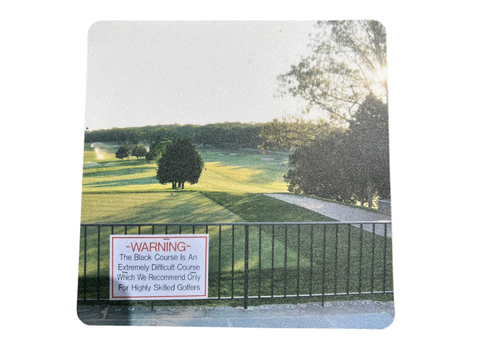 -WARNING-
The Black Course Is An
Extremely Difficult Course
Which We Recommend Only
For Highly Skilled Golfers